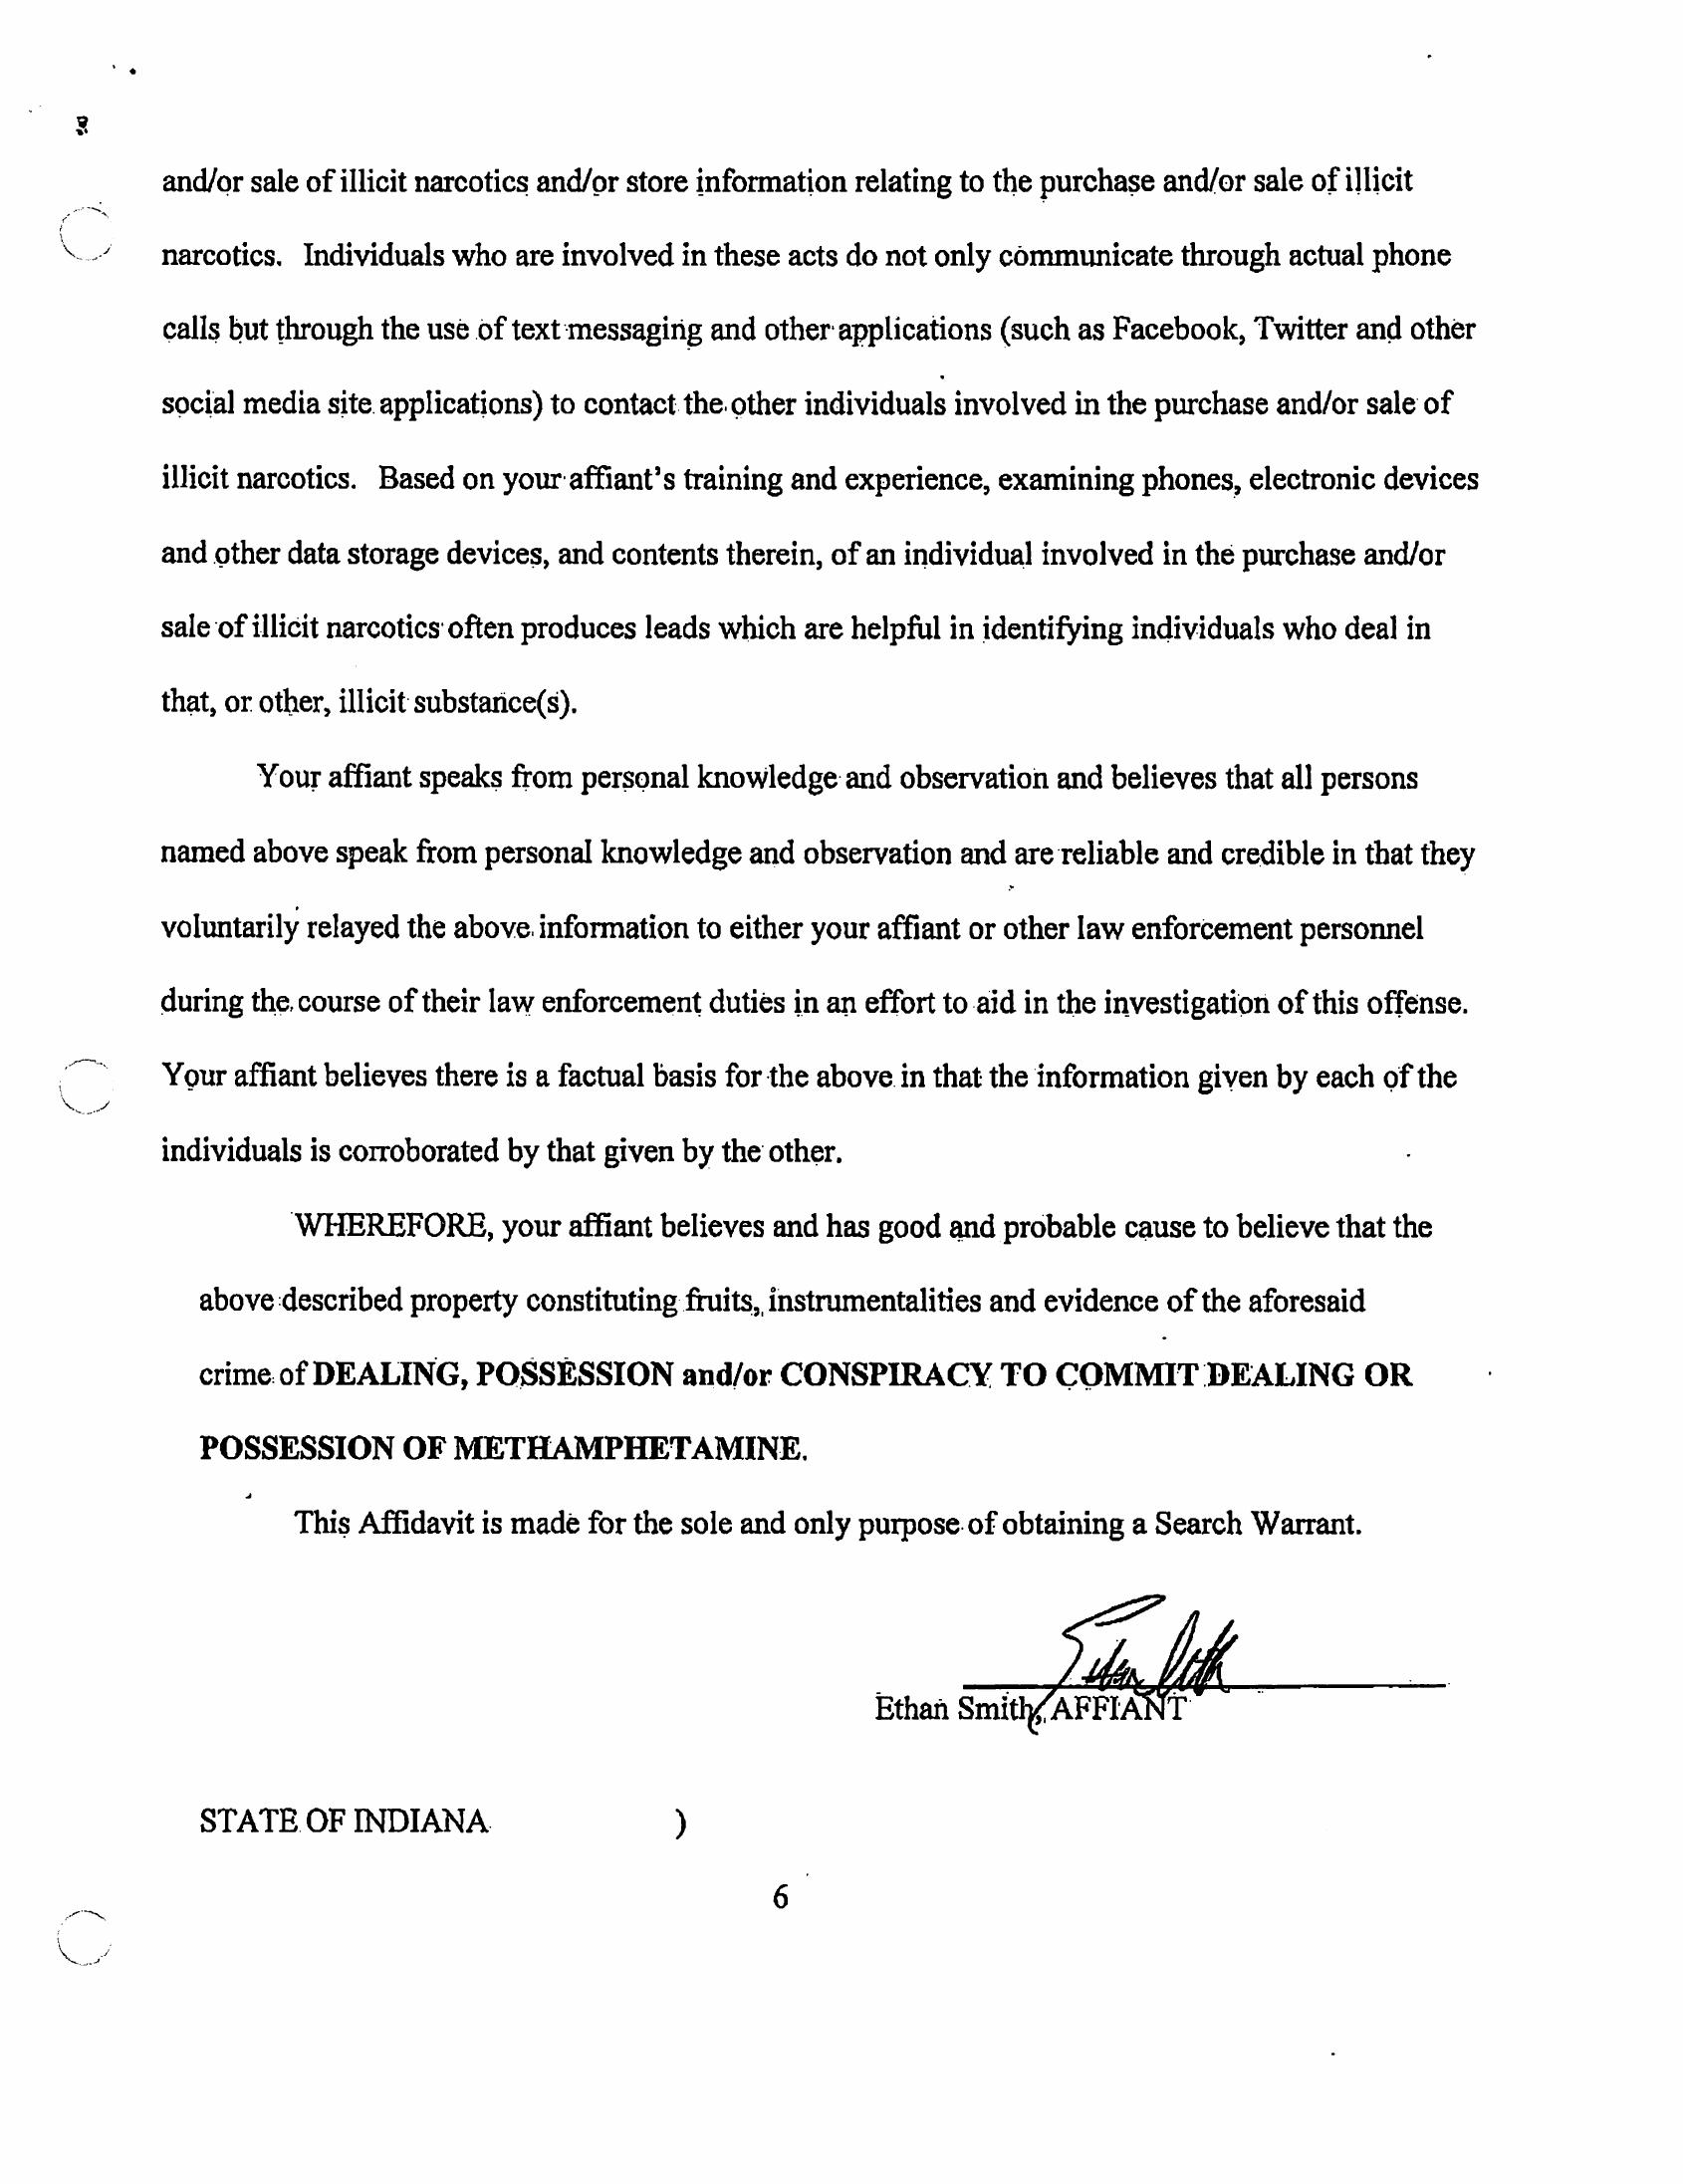 and/or sale of illicit narcotics and/or store information relating to the purchase and/or sale of illicit
narcotics. Individuals who are involved in these acts do not only communicate through actual phone
calls but through the use of text messaging and other applications (such as Facebook, Twitter and other
social media site applications) to contact the other individuals involved in the purchase and/or sale of
illicit narcotics. Based on your affiant's training and experience, examining phones, electronic devices
and other data storage devices, and contents therein, of an individual involved in the purchase and/or
sale of illicit narcotics often produces leads which are helpful in identifying individuals who deal in
that, or other, illicit substance(s).
Your affiant speaks from personal knowledge and observation and believes that all persons
named above speak from personal knowledge and observation and are reliable and credible in that they
voluntarily relayed the above information to either your affiant or other law enforcement personnel
during the course of their law enforcement duties in an effort to aid in the investigation of this offense.
Your affiant believes there is a factual basis for the above in that the information given by each of the
individuals is corroborated by that given by the other.
WHEREFORE, your affiant believes and has good and probable cause to believe that the
above described property constituting fruits, instrumentalities and evidence of the aforesaid
crime of DEALING, POSSESSION and/or CONSPIRACY TO COMMIT DEALING OR
POSSESSION OF METHAMPHETAMINE.
This Affidavit is made for the sole and only purpose of obtaining a Search Warrant.
Ethan Smith, AFFIANT
STATE OF INDIANA )
6